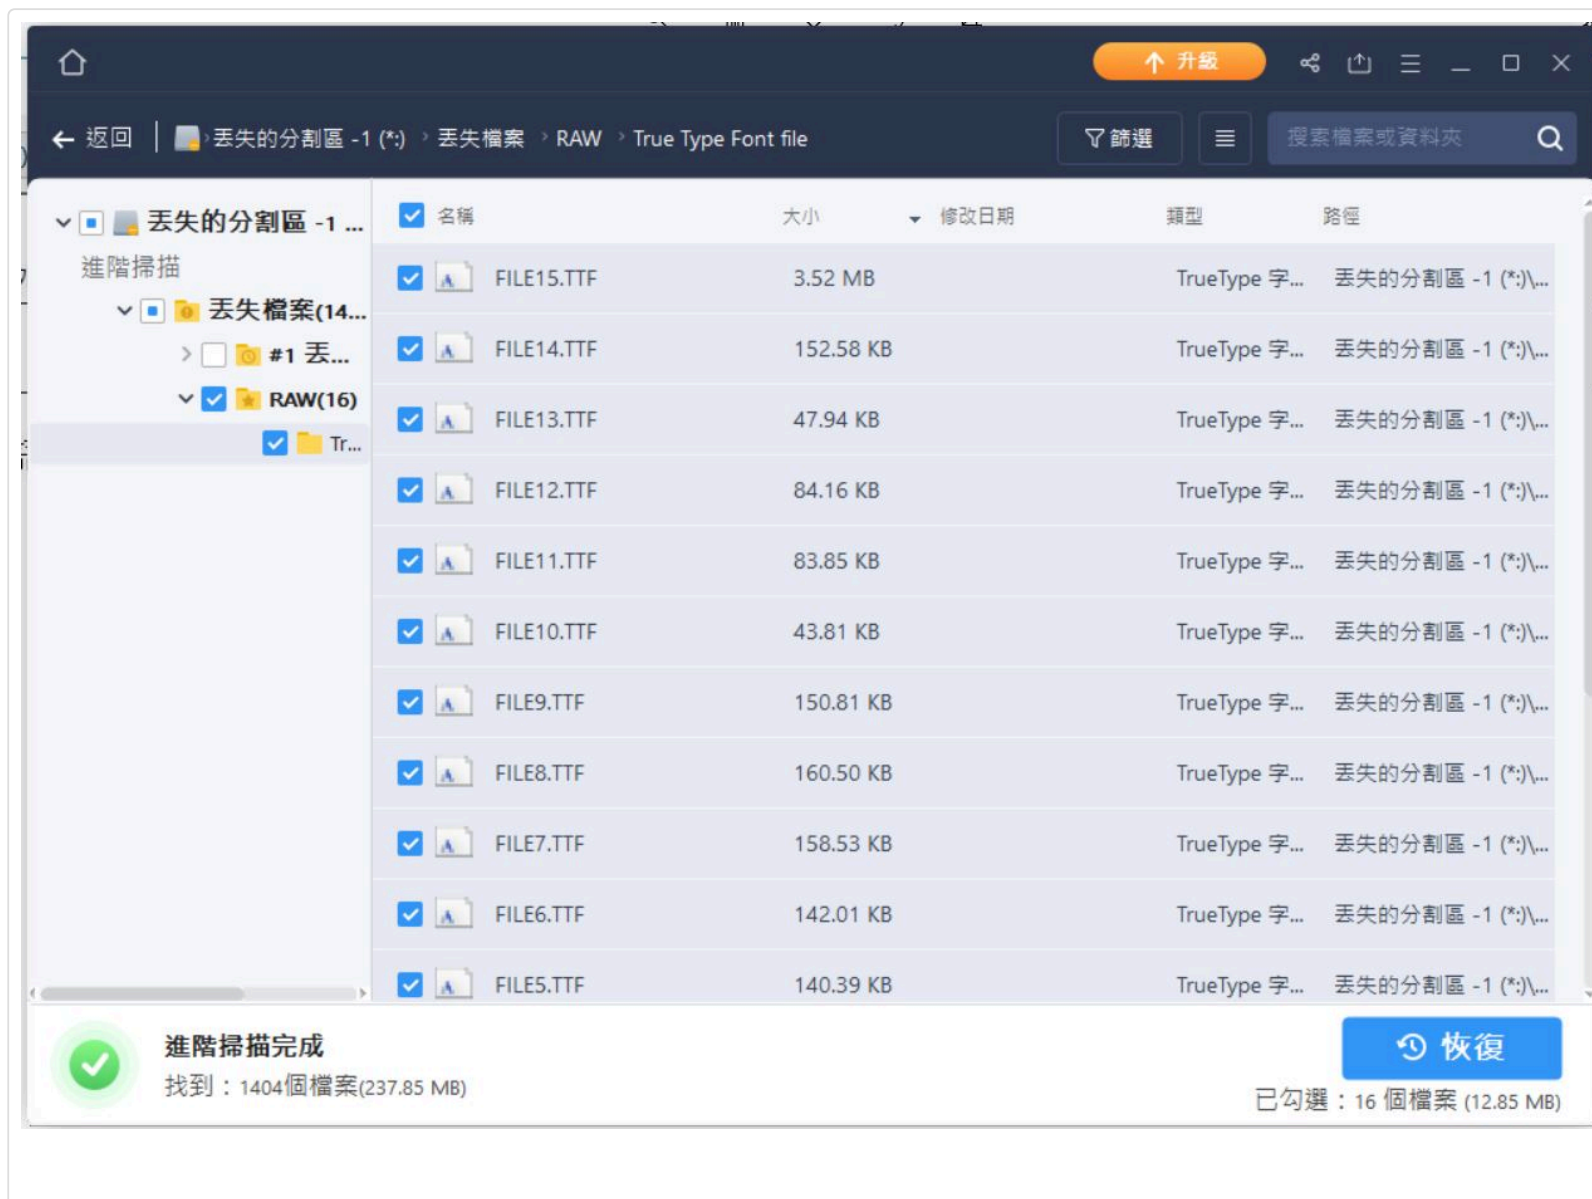 升級
返回 丟失的分割區 -1 (*:) 丟失檔案 RAW True Type Font file 篩選 搜索檔案或資料夾
丟失的分割區 -1 ...
進階掃描
丟失檔案(14...
#1 丟...
RAW(16)
Tr...
名稱 大小 修改日期 類型 路徑
FILE15.TTF 3.52 MB TrueType 字... 丟失的分割區 -1 (*:)\...
FILE14.TTF 152.58 KB TrueType 字... 丟失的分割區 -1 (*:)\...
FILE13.TTF 47.94 KB TrueType 字... 丟失的分割區 -1 (*:)\...
FILE12.TTF 84.16 KB TrueType 字... 丟失的分割區 -1 (*:)\...
FILE11.TTF 83.85 KB TrueType 字... 丟失的分割區 -1 (*:)\...
FILE10.TTF 43.81 KB TrueType 字... 丟失的分割區 -1 (*:)\...
FILE9.TTF 150.81 KB TrueType 字... 丟失的分割區 -1 (*:)\...
FILE8.TTF 160.50 KB TrueType 字... 丟失的分割區 -1 (*:)\...
FILE7.TTF 158.53 KB TrueType 字... 丟失的分割區 -1 (*:)\...
FILE6.TTF 142.01 KB TrueType 字... 丟失的分割區 -1 (*:)\...
FILE5.TTF 140.39 KB TrueType 字... 丟失的分割區 -1 (*:)\...
進階掃描完成
找到：1404個檔案(237.85 MB)
恢復
已勾選：16 個檔案 (12.85 MB)